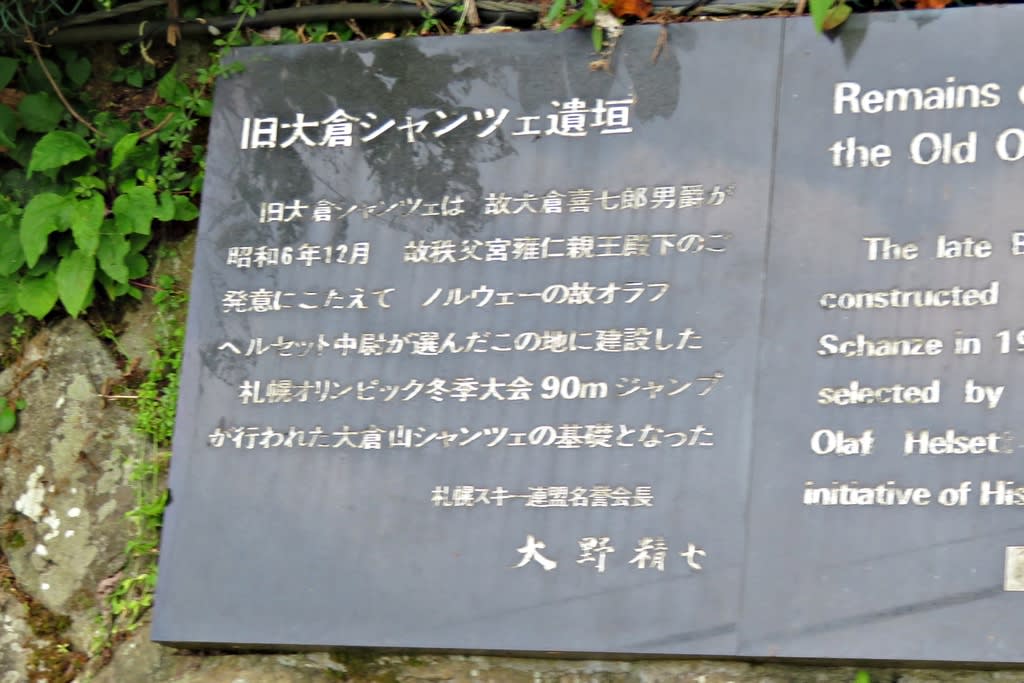 旧大倉シャンツェ遺垣
旧大倉シャンツェは 故大倉喜七郎男爵が
昭和6年12月 故秩父宮雍仁親王殿下のご
発意にこたえて ノルウェーの故オラフ
ヘルセット中尉が選んだこの地に建設した
札幌オリンピック冬季大会90mジャンプ
が行われた大倉山シャンツェの基礎となった
札幌スキー連盟名誉会長
大野精七
Remains
the Old O
The late B
constructed
Schanze in 19
selected by
Olaf Helset
initiative of His